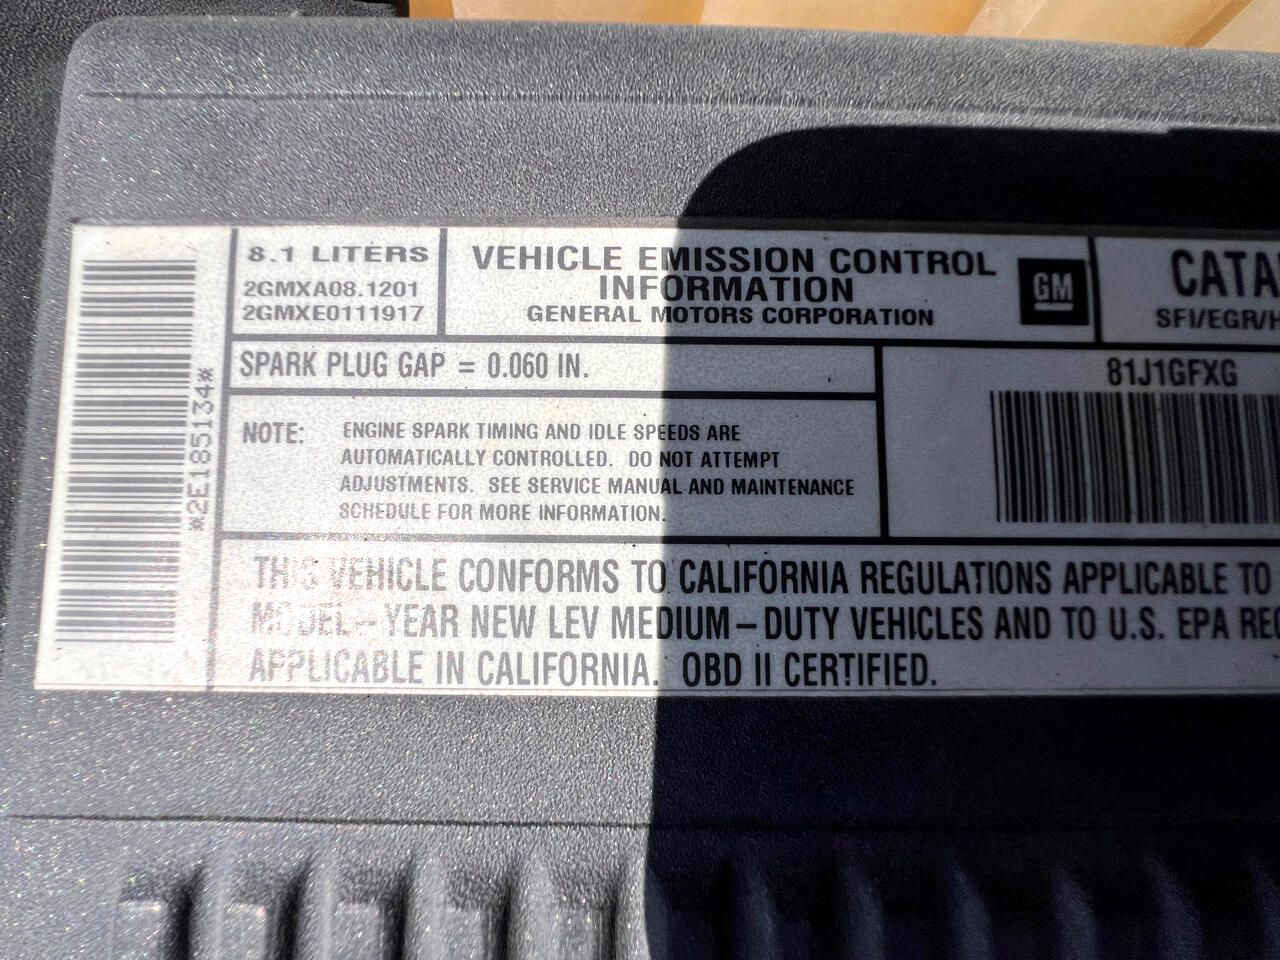 8.1 LITERS
2GMXA08.1201
2GMXE0111917
VEHICLE EMISSION CONTROL
INFORMATION
GENERAL MOTORS CORPORATION
GM
CATA
SFI/EGR/H
*2E185134*
SPARK PLUG GAP = 0.060 IN.
81J1GFXG
NOTE: ENGINE SPARK TIMING AND IDLE SPEEDS ARE
AUTOMATICALLY CONTROLLED. DO NOT ATTEMPT
ADJUSTMENTS. SEE SERVICE MANUAL AND MAINTENANCE
SCHEDULE FOR MORE INFORMATION.
THIS VEHICLE CONFORMS TO CALIFORNIA REGULATIONS APPLICABLE TO
MODEL-YEAR NEW LEV MEDIUM-DUTY VEHICLES AND TO U.S. EPA REG
APPLICABLE IN CALIFORNIA. OBD II CERTIFIED.